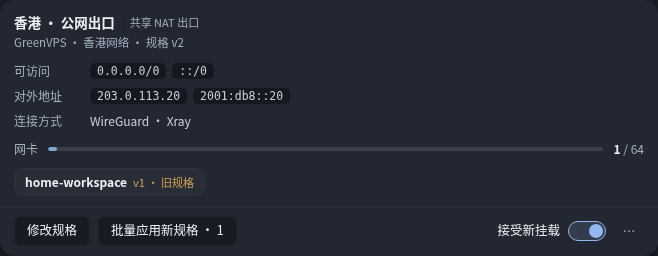 香港 • 公网出口 共享 NAT 出口
GreenVPS • 香港网络 • 规格 v2
可访问 0.0.0.0/0 ::/0
对外地址 203.0.113.20 2001:db8::20
连接方式 WireGuard • Xray
网卡 1 / 64
home-workspace v1 • 旧规格
修改规格 批量应用新规格 • 1 接受新挂载 ...